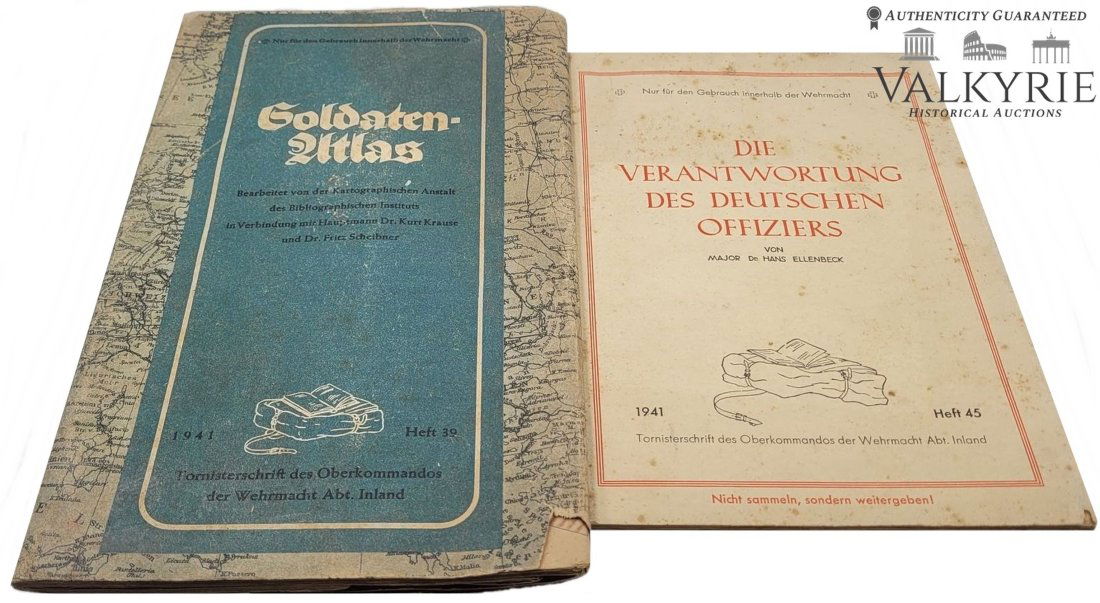 Nur für den Gebrauch innerhalb der Wehrmacht
Soldaten-
Atlas
Bearbeitet von der Kartographischen Anstalt
des Bibliographischen Instituts
in Verbindung mit Hauptmann Dr. Kurt Krause
und Dr. Fritz Scheibner
1941 Heft 39
Tornisterschrift des Oberkommandos
der Wehrmacht Abt. Inland
Nur für den Gebrauch innerhalb der Wehrmacht
DIE
VERANTWORTUNG
DES DEUTSCHEN
OFFIZIERS
VON
MAJOR Dr. HANS ELLENBECK
1941 Heft 45
Tornisterschrift des Oberkommandos der Wehrmacht Abt. Inland
Nicht sammeln, sondern weitergeben!
AUTHENTICITY GUARANTEED
VALKYRIE
HISTORICAL AUCTIONS